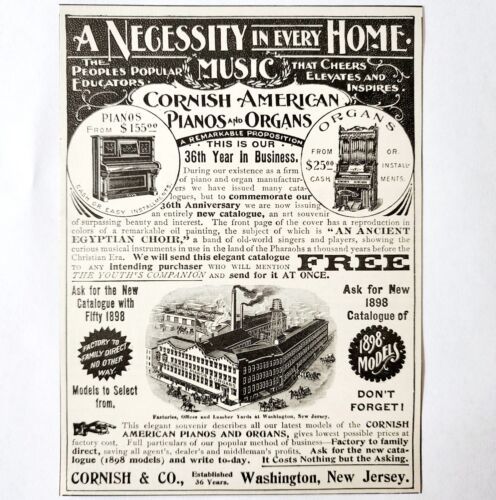 A NECESSITY IN EVERY HOME.
THE PEOPLES POPULAR EDUCATORS.
MUSIC
THAT CHEERS ELEVATES AND INSPIRES.
CORNISH AMERICAN
PIANOS AND ORGANS
A REMARKABLE PROPOSITION
PIANOS
FROM $155.00
CASH OR EASY INSTALMENTS
ORGANS
FROM $25.00 CASH
OR INSTALLMENTS.
THIS IS OUR
36th Year In Business.
During our existence as a firm
of piano and organ manufactur-
ers we have issued many cata-
logues, but to commemorate our
36th Anniversary we are now issuing
an entirely new catalogue, an art souvenir
of surpassing beauty and interest. The front page of the cover has a reproduction in
colors of a remarkable oil painting, the subject of which is "AN ANCIENT
EGYPTIAN CHOIR," a band of old-world singers and players, showing the
curious musical instruments in use in the land of the Pharaohs a thousand years before the
Christian Era. We will send this elegant catalogue FREE
TO ANY intending purchaser WHO WILL MENTION
THE YOUTH'S COMPANION AND send for it AT ONCE.
Ask for the New
Catalogue with
Fifty 1898
FACTORY TO FAMILY DIRECT NO OTHER WAY.
Models to Select
from.
Ask for New
1898
Catalogue of
1898 MODELS
DON'T
FORGET!
Factories, Offices and Lumber Yards at Washington, New Jersey.
This elegant souvenir describes all our latest models of the CORNISH
AMERICAN PIANOS AND ORGANS, gives lowest possible prices at
factory cost. Full particulars of our popular method of business—Factory to family
direct, saving all agent's, dealer's and middleman's profits. Ask for the new cata-
logue (1898 models) and write to-day. It Costs Nothing but the Asking.
CORNISH & CO., Established 36 Years. Washington, New Jersey.